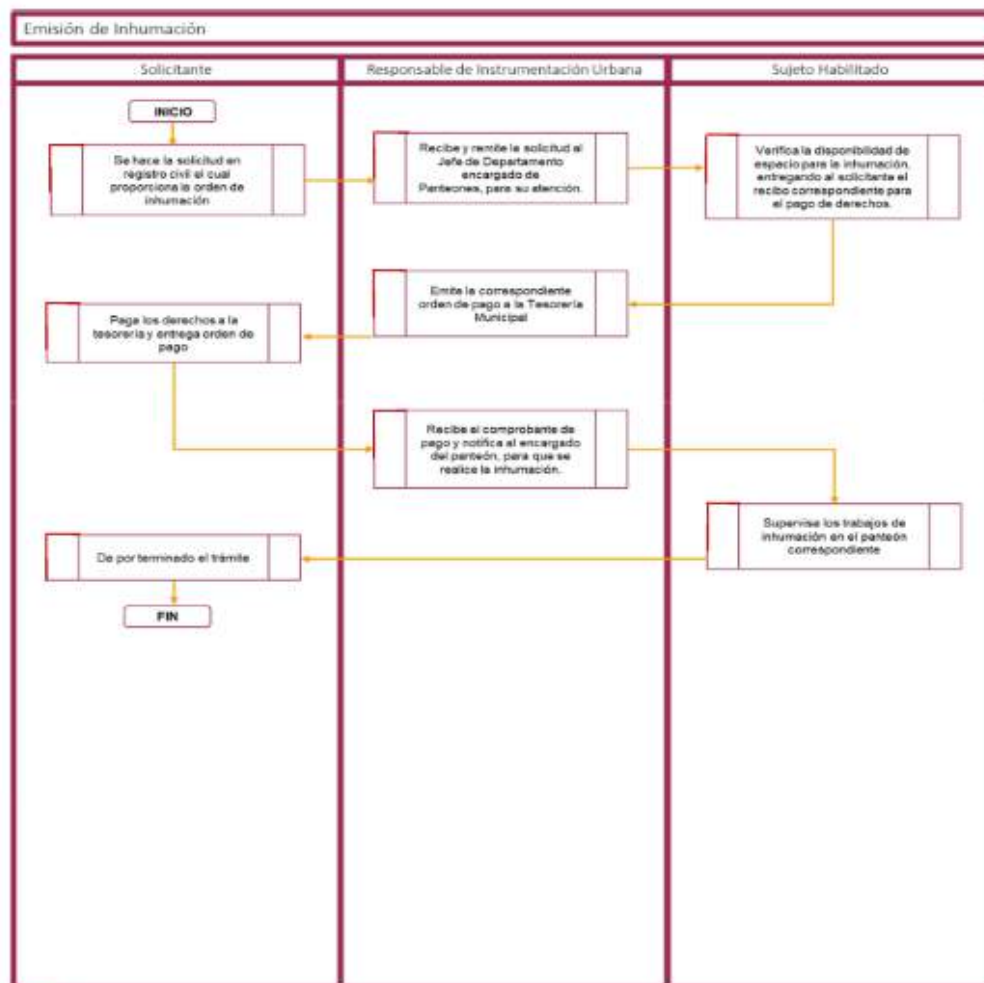 Emisión de Inhumación
Solicitante
Responsable de Instrumentación Urbana
Sujeto Habilitado
INICIO
Se hace la solicitud en
registro civil el cual
proporciona la orden de
inhumación
Recibe y remite la solicitud al
Jefe de Departamento
encargado de
Panteones, para su atención.
Verifica la disponibilidad de
espacio para la inhumación,
entregando al solicitante el
recibo correspondiente para
el pago de derechos.
Emite la correspondiente
orden de pago a la Tesorería
Municipal
Paga los derechos a la
tesorería y entrega orden de
pago
Recibe el comprobante de
pago y notifica al encargado
del panteón, para que se
realice la inhumación.
Supervisa los trabajos de
inhumación en el panteón
correspondiente
De por terminado el trámite
FIN